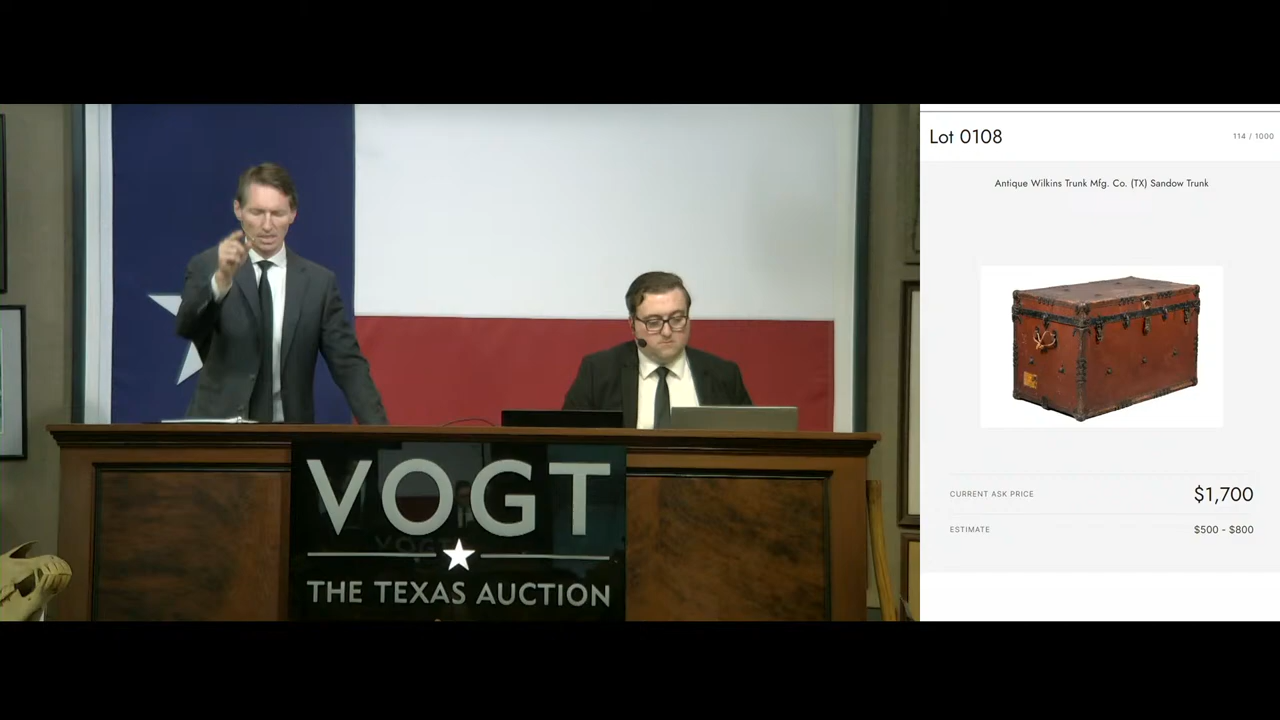 VOGT
THE TEXAS AUCTION
Lot 0108
114 / 1000
Antique Wilkins Trunk Mfg. Co. (TX) Sandow Trunk
CURRENT ASK PRICE
$1,700
ESTIMATE
$500 - $800